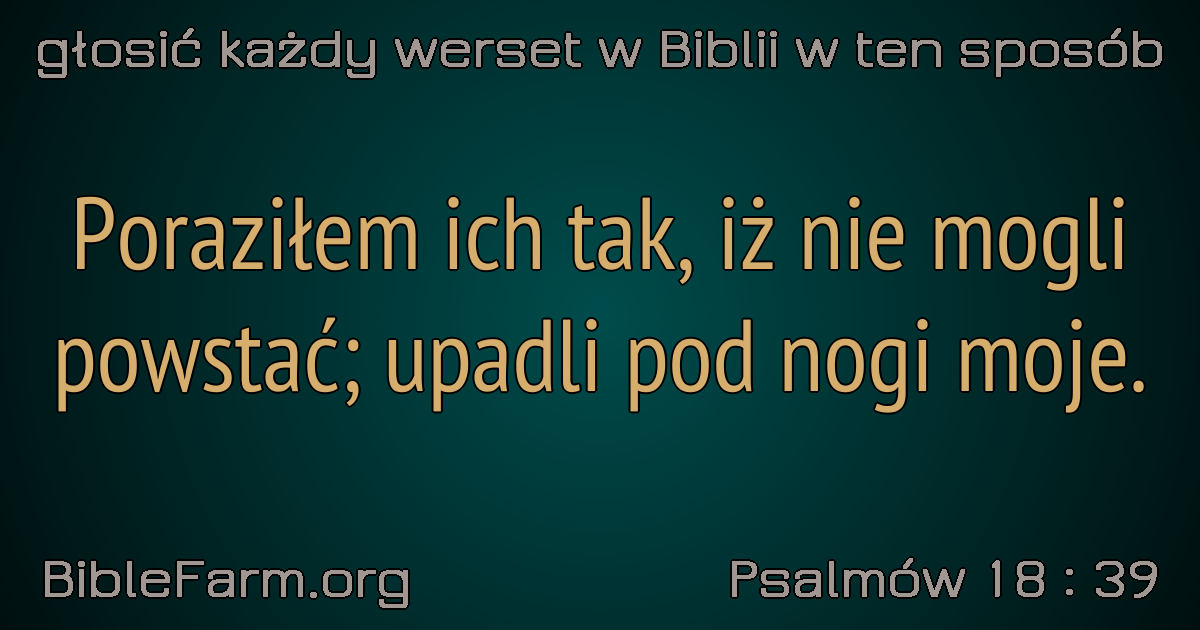 głosić każdy werset w Biblii w ten sposób
Poraziłem ich tak, iż nie mogli
powstać; upadli pod nogi moje.
BibleFarm.org
Psalmów 18 : 39